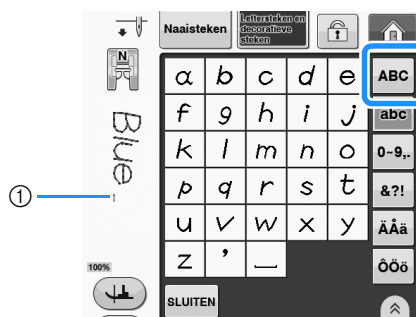 Naaisteken
Lettersteken en
decoratieve
steken
N
Blue
①
100%
a b c d e
f g h i j
k l m n o
p q r s t
u v w x y
z ’ _
ABC
abc
0~9,.
&?!
ÄÅä
ÔÖö
SLUITEN